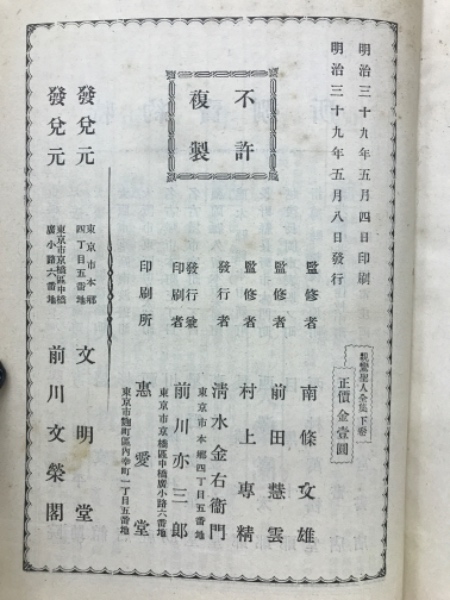 明治三十九年五月四日印刷
明治三十九年五月八日發行
親鸞聖人全集下卷
正價金壹圓
不許
複製
監修者 南條文雄
監修者 前田慧雲
監修者 村上專精
發行者 清水金右衞門
東京市本郷四丁目五番地
發行兼
印刷者 前川亦三郎
東京市京橋區中橋廣小路六番地
印刷所 惠愛堂
東京市麹町區內幸町一丁目五番地
發兌元 東京市本郷
四丁目五番地 文明堂
發兌元 東京市京橋區中橋
廣小路六番地 前川文榮閣